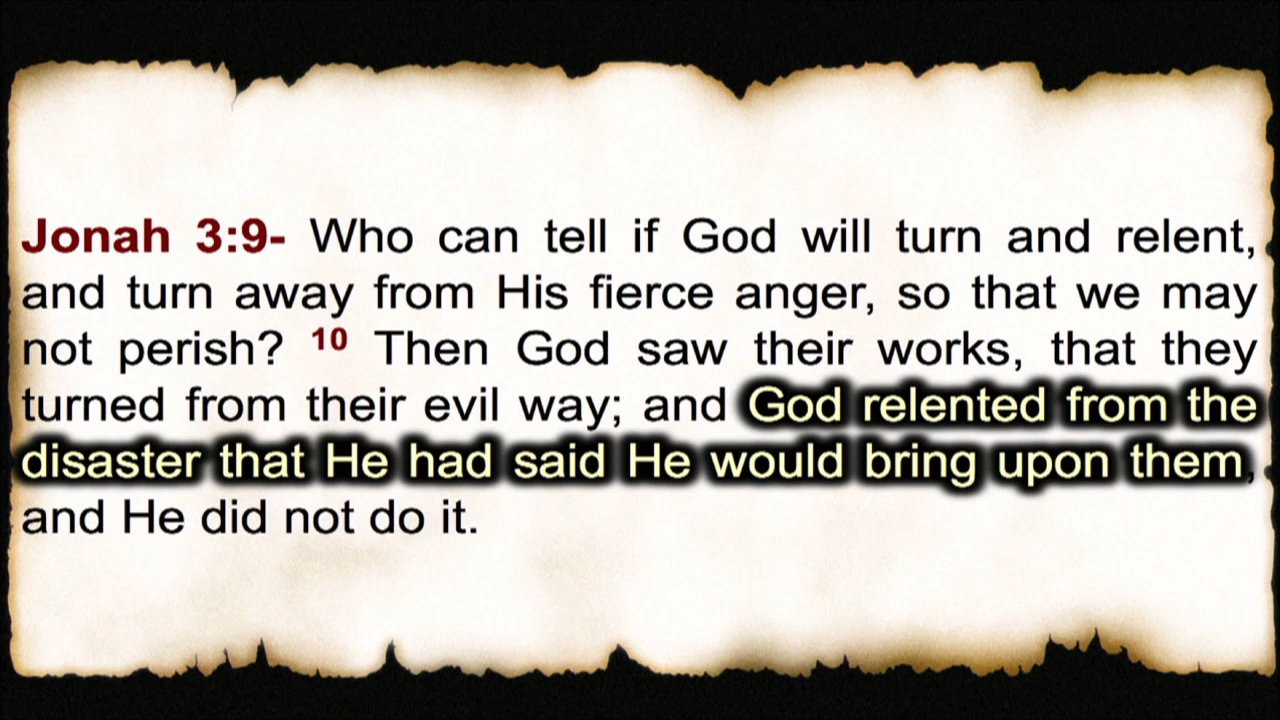 Jonah 3:9- Who can tell if God will turn and relent,
and turn away from His fierce anger, so that we may
not perish? 10 Then God saw their works, that they
turned from their evil way; and God relented from the
disaster that He had said He would bring upon them,
and He did not do it.